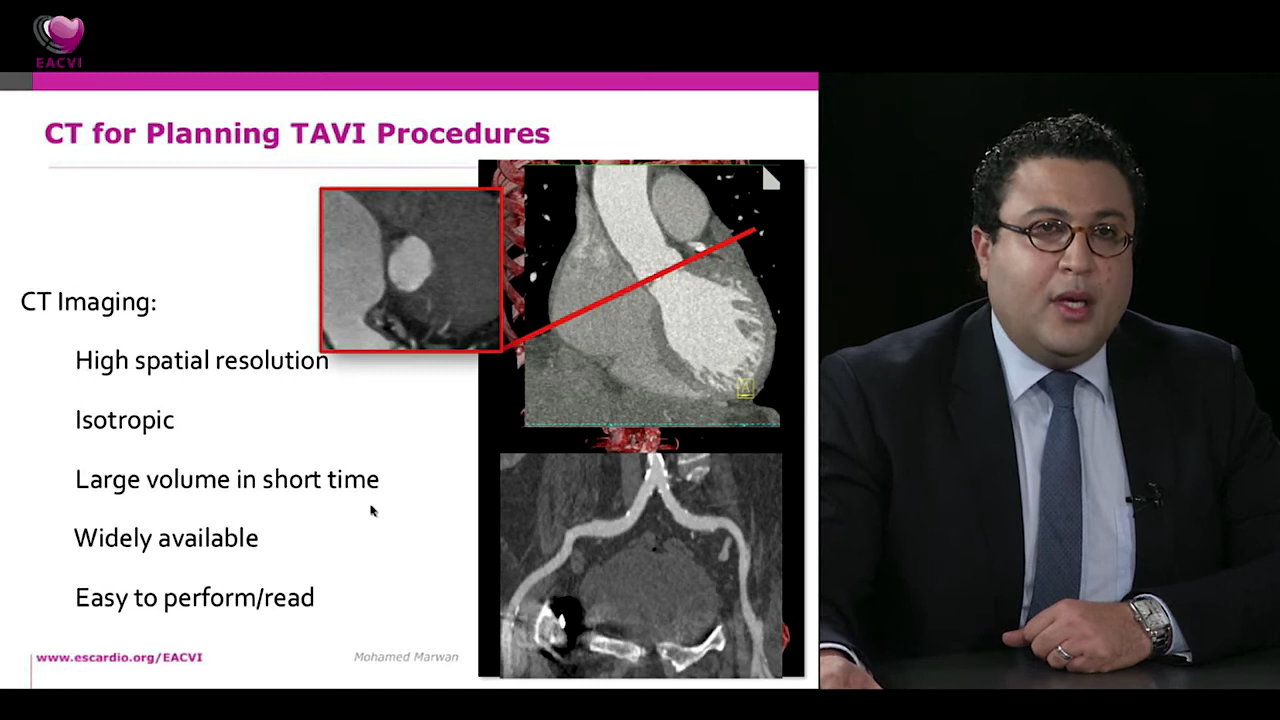 EACVI
CT for Planning TAVI Procedures
CT Imaging:
High spatial resolution
Isotropic
Large volume in short time
Widely available
Easy to perform/read
A
www.escardio.org/EACVI
Mohamed Marwan